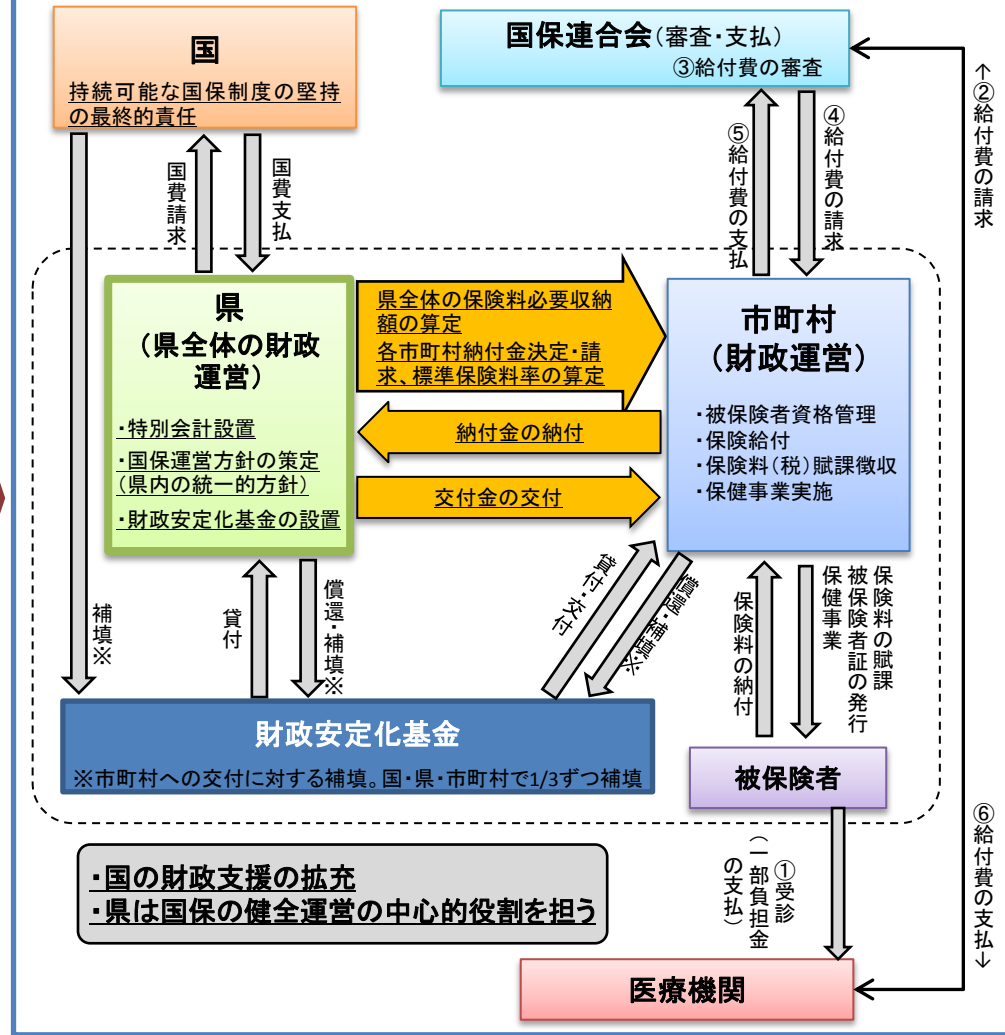 国
持続可能な国保制度の堅持
の最終的責任
国保連合会（審査・支払）
③給付費の審査
↑②給付費の請求
国費請求
国費支払
⑤給付費の支払
④給付費の請求
県
（県全体の財政
運営）
・特別会計設置
・国保運営方針の策定
（県内の統一的方針）
・財政安定化基金の設置
県全体の保険料必要収納
額の算定
各市町村納付金決定・請
求、標準保険料率の算定
納付金の納付
交付金の交付
市町村
（財政運営）
・被保険者資格管理
・保険給付
・保険料（税）賦課徴収
・保健事業実施
補填※
貸付
償還・補填※
貸付・交付
償還・補填※
保険料の納付
保険料の賦課
被保険者証の発行
保健事業
財政安定化基金
※市町村への交付に対する補填。国・県・市町村で1/3ずつ補填
被保険者
・国の財政支援の拡充
・県は国保の健全運営の中心的役割を担う
①受診
（一部負担金
の支払）
⑥給付費の支払↓
医療機関